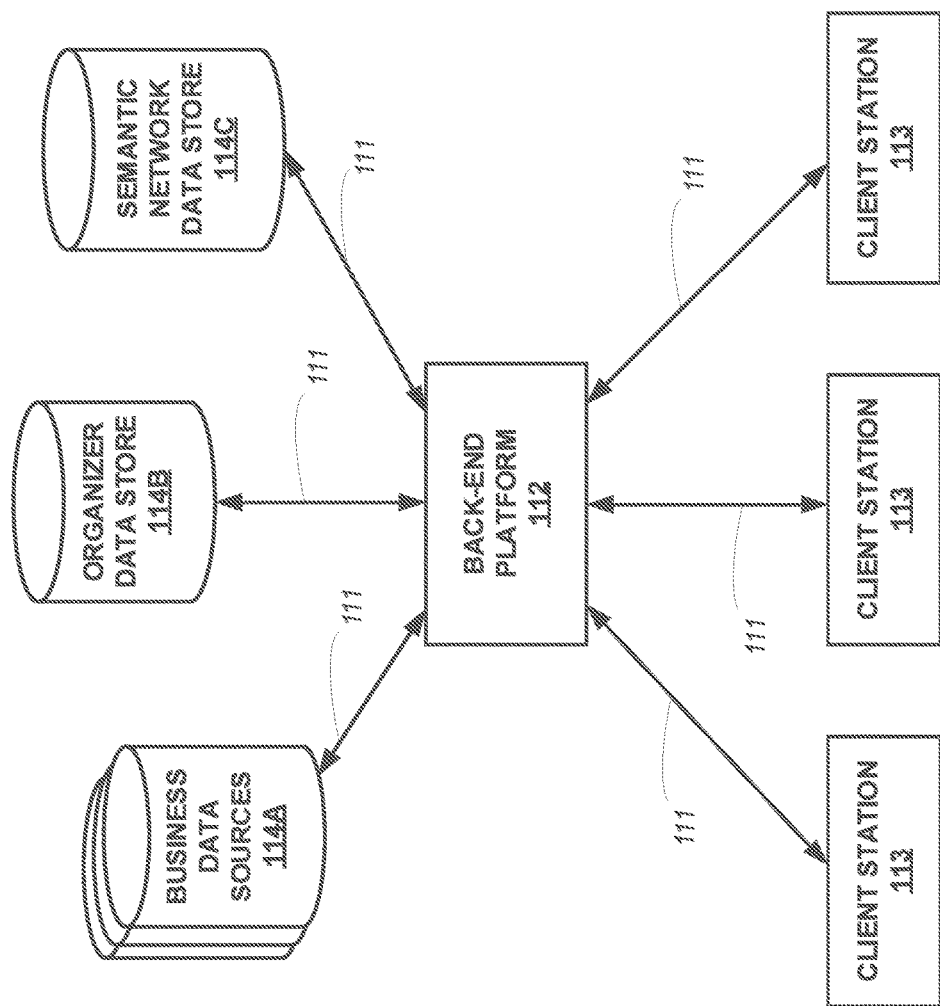 BUSINESS
DATA
SOURCES
114A
ORGANIZER
DATA STORE
114B
SEMANTIC
NETWORK
DATA STORE
114C
111
111
111
BACK-END
PLATFORM
112
111
111
111
CLIENT STATION
113
CLIENT STATION
113
CLIENT STATION
113